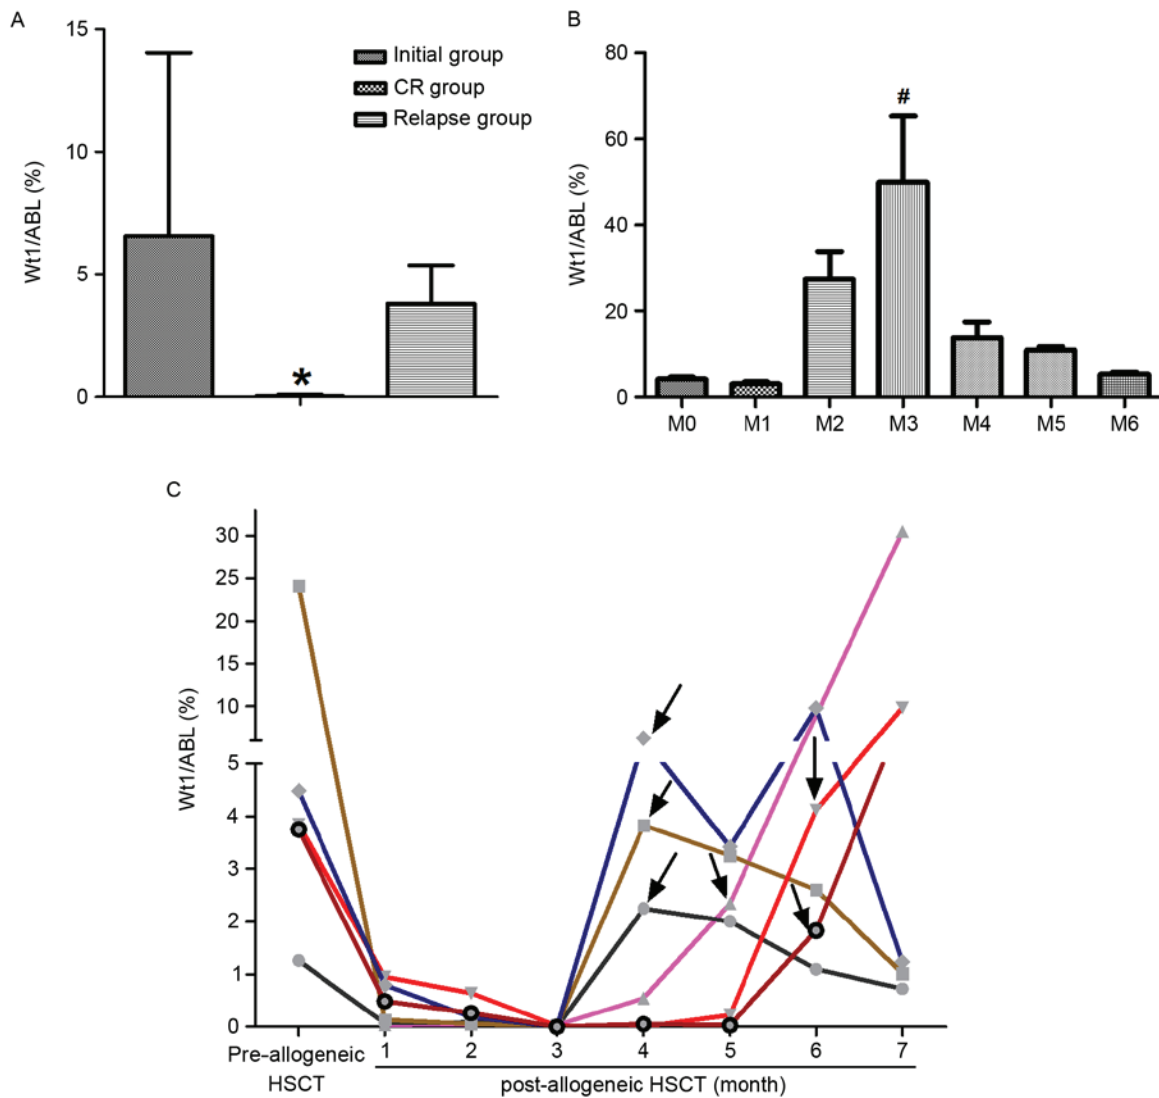 A
Wt1/ABL (%)
15
10
5
0
*
Initial group
CR group
Relapse group
B
Wt1/ABL (%)
80
60
40
20
0
#
M0 M1 M2 M3 M4 M5 M6
C
Wt1/ABL (%)
30
25
20
15
10
5
4
3
2
1
0
Pre-allogeneic
HSCT
1 2 3 4 5 6 7
post-allogeneic HSCT (month)